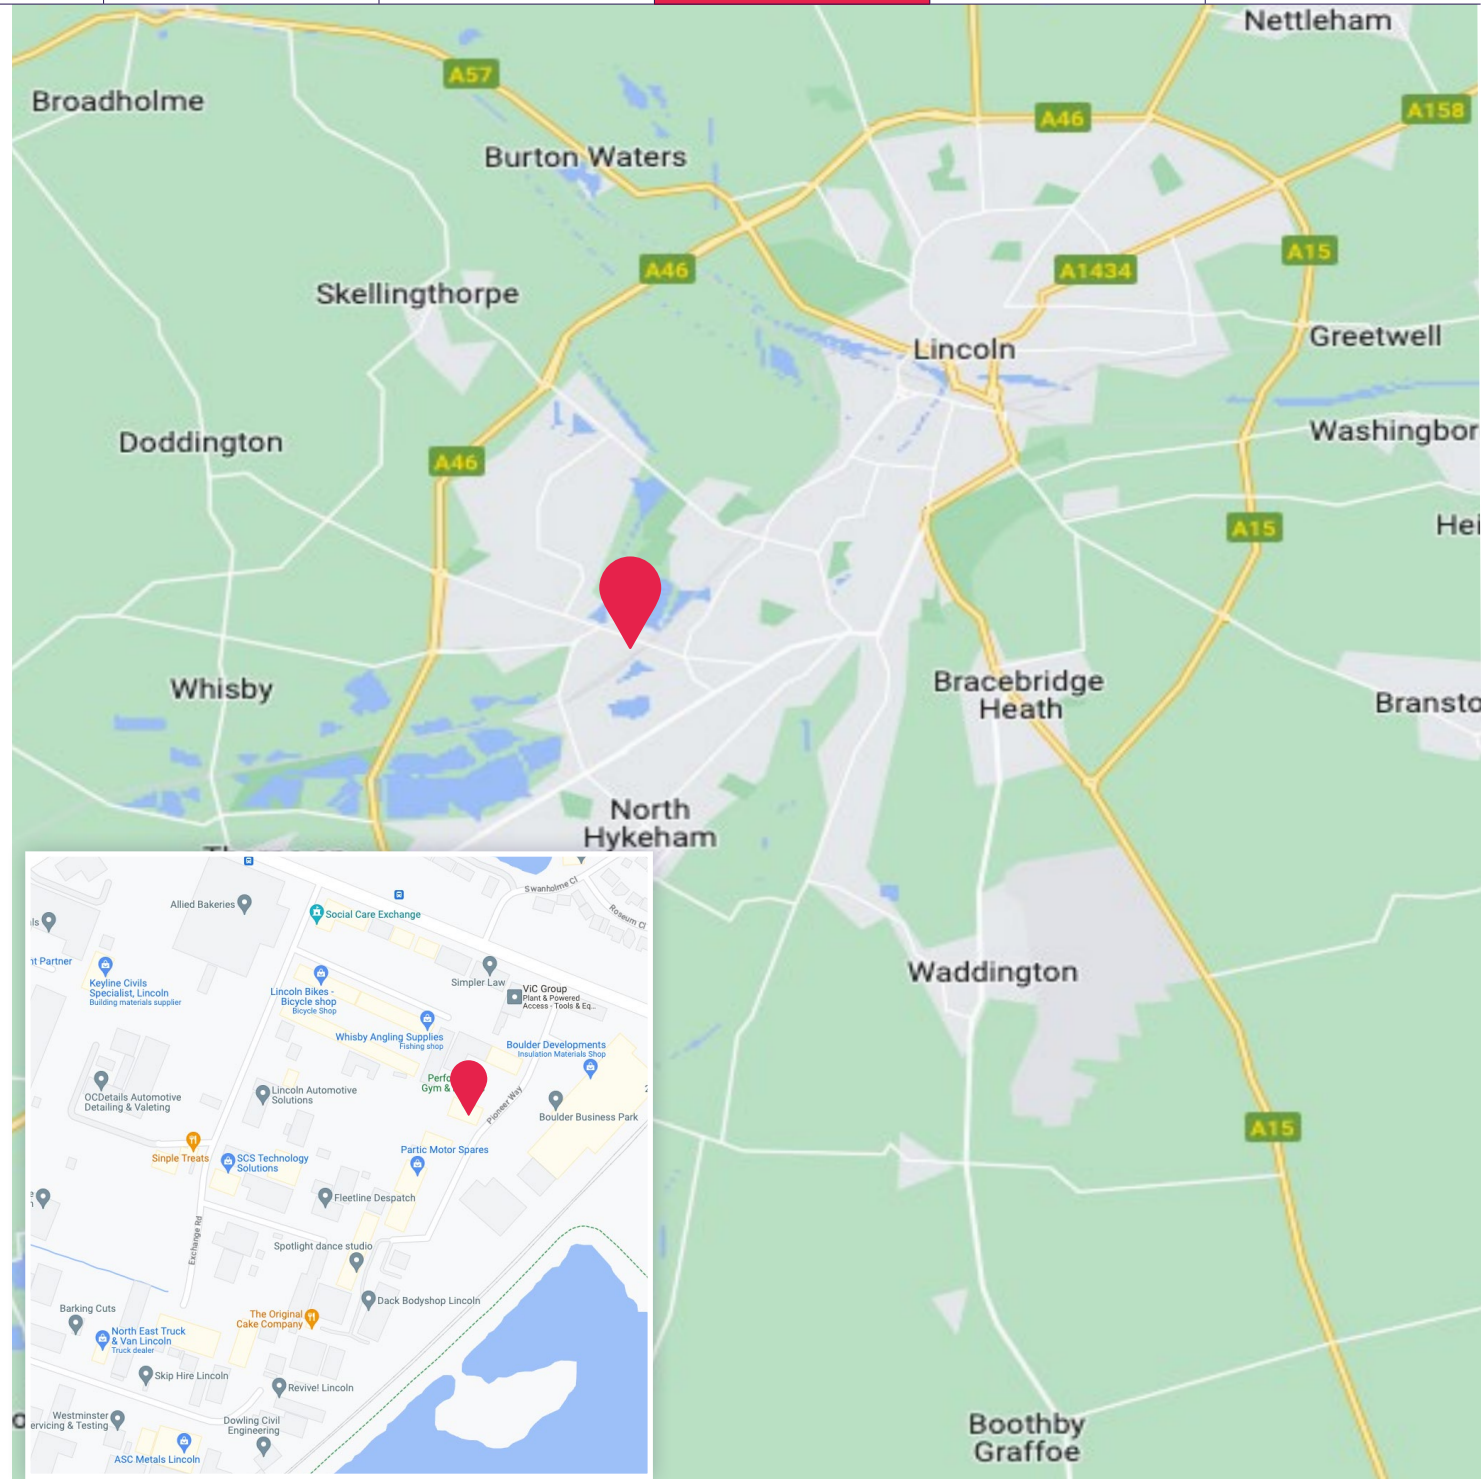 Nettleham
A57
Broadholme
A158
A46
Burton Waters
A15
A46
A1434
Skellingthorpe
Greetwell
Lincoln
Washingbor
Doddington
A46
Hei
A15
Whisby
Bracebridge
Heath
Bransto
North
Hykeham
Waddington
A15
Boothby
Graffoe
Swanholme Cl
Roseum Cl
Allied Bakeries
Social Care Exchange
ls
nt Partner
Keyline Civils
Specialist, Lincoln
Building materials supplier
Simpler Law
Lincoln Bikes -
Bicycle shop
Bicycle Shop
ViC Group
Plant & Powered
Access - Tools & Eq...
Whisby Angling Supplies
Fishing shop
Boulder Developments
Insulation Materials Shop
Perfo
Gym &
OCDetails Automotive
Detailing & Valeting
Lincoln Automotive
Solutions
Pioneer Way
Boulder Business Park
Sinple Treats
SCS Technology
Solutions
Partic Motor Spares
Fleetline Despatch
Exchange Rd
Spotlight dance studio
Dack Bodyshop Lincoln
Barking Cuts
The Original
Cake Company
North East Truck
& Van Lincoln
Truck dealer
Skip Hire Lincoln
Revive! Lincoln
Westminster
ervicing & Testing
Dowling Civil
Engineering
ASC Metals Lincoln